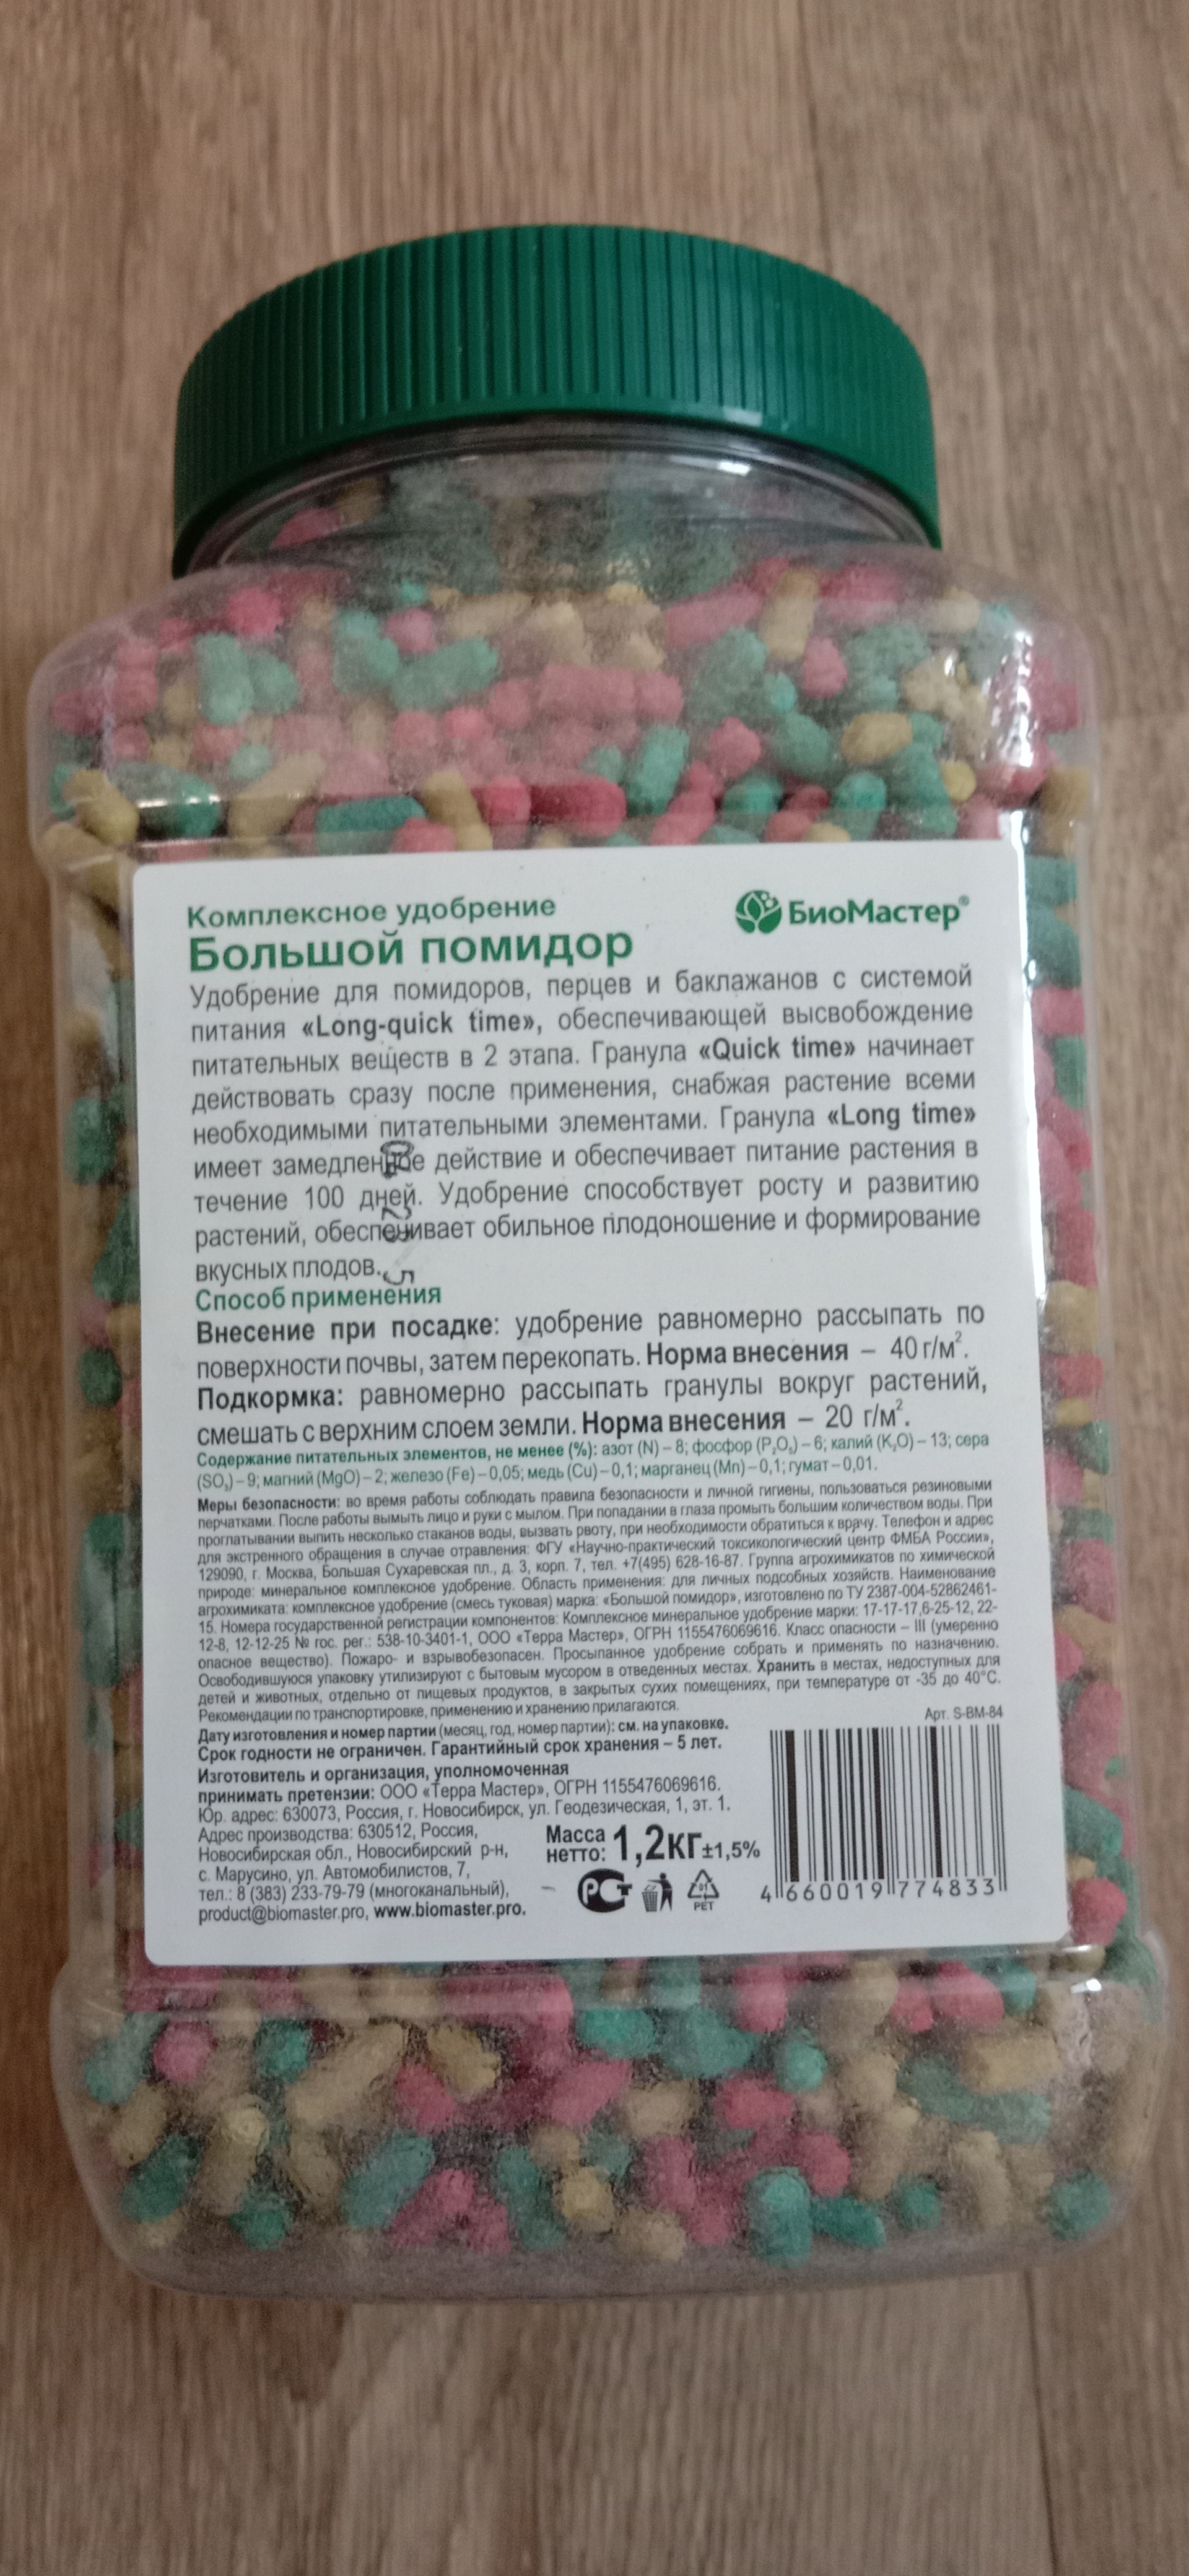 Комплексное удобрение
Большой помидор
БиоМастер®
Удобрение для помидоров, перцев и баклажанов с системой
питания «Long-quick time», обеспечивающей высвобождение
питательных веществ в 2 этапа. Гранула «Quick time» начинает
действовать сразу после применения, снабжая растение всеми
необходимыми питательными элементами. Гранула «Long time»
имеет замедленное действие и обеспечивает питание растения в
течение 100 дней. Удобрение способствует росту и развитию
растений, обеспечивает обильное плодоношение и формирование
вкусных плодов.
Способ применения
Внесение при посадке: удобрение равномерно рассыпать по
поверхности почвы, затем перекопать. Норма внесения – 40 г/м².
Подкормка: равномерно рассыпать гранулы вокруг растений,
смешать с верхним слоем земли. Норма внесения – 20 г/м².
Содержание питательных элементов, не менее (%): азот (N) – 8; фосфор (P₂O₅) – 6; калий (K₂O) – 13; сера
(SO₃) – 9; магний (MgO) – 2; железо (Fe) – 0,05; медь (Cu) – 0,1; марганец (Mn) – 0,1; гумат – 0,01.
Меры безопасности: во время работы соблюдать правила безопасности и личной гигиены, пользоваться резиновыми
перчатками. После работы вымыть лицо и руки с мылом. При попадании в глаза промыть большим количеством воды. При
проглатывании выпить несколько стаканов воды, вызвать рвоту, при необходимости обратиться к врачу. Телефон и адрес
для экстренного обращения в случае отравления: ФГУ «Научно-практический токсикологический центр ФМБА России»,
129090, г. Москва, Большая Сухаревская пл., д. 3, корп. 7, тел. +7(495) 628-16-87. Группа агрохимикатов по химической
природе: минеральное комплексное удобрение. Область применения: для личных подсобных хозяйств. Наименование
агрохимиката: комплексное удобрение (смесь туковая) марка: «Большой помидор», изготовлено по ТУ 2387-004-52862461-
15. Номера государственной регистрации компонентов: Комплексное минеральное удобрение марки: 17-17-17,6-25-12, 22-
12-8, 12-12-25 № гос. рег.: 538-10-3401-1, ООО «Терра Мастер», ОГРН 1155476069616. Класс опасности – III (умеренно
опасное вещество). Пожаро- и взрывобезопасен. Просыпанное удобрение собрать и применять по назначению.
Освободившуюся упаковку утилизируют с бытовым мусором в отведенных местах. Хранить в местах, недоступных для
детей и животных, отдельно от пищевых продуктов, в закрытых сухих помещениях, при температуре от -35 до 40°С.
Рекомендации по транспортировке, применению и хранению прилагаются.
Арт. S-BM-84
Дату изготовления и номер партии (месяц, год, номер партии): см. на упаковке.
Срок годности не ограничен. Гарантийный срок хранения – 5 лет.
Изготовитель и организация, уполномоченная
принимать претензии: ООО «Терра Мастер», ОГРН 1155476069616.
Юр. адрес: 630073, Россия, г. Новосибирск, ул. Геодезическая, 1, эт. 1.
Адрес производства: 630512, Россия,
Новосибирская обл., Новосибирский р-н,
с. Марусино, ул. Автомобилистов, 7,
тел.: 8 (383) 233-79-79 (многоканальный),
product@biomaster.pro, www.biomaster.pro.
Масса
нетто: 1,2кг±1,5%
РСТ
01
PET
4 660019 774833